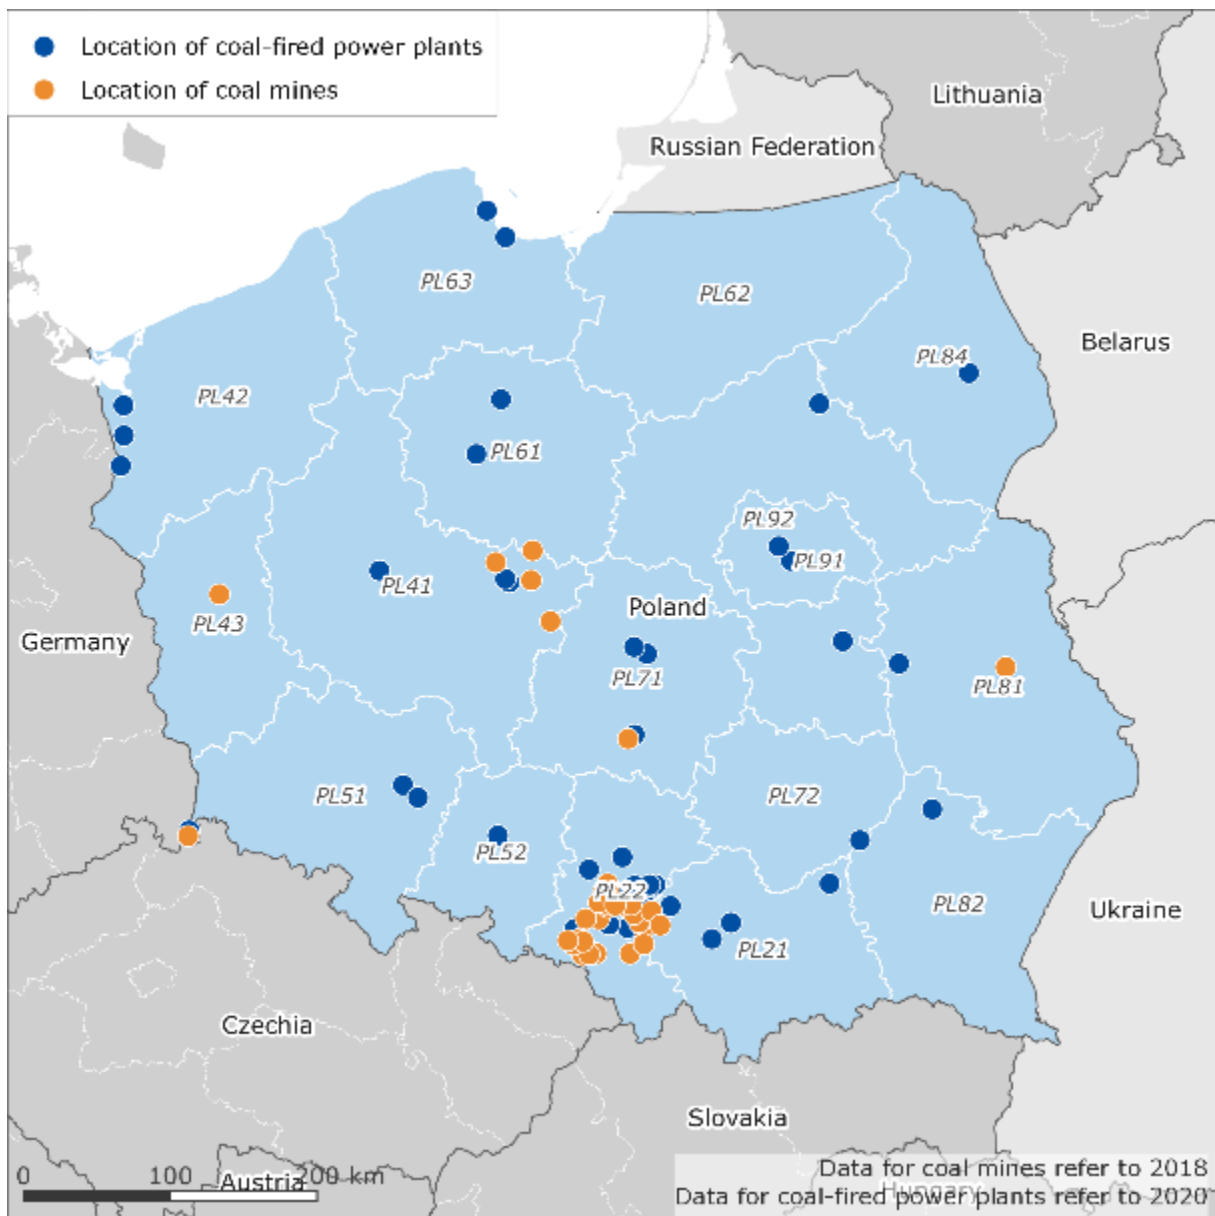 Location of coal-fired power plants
Location of coal mines
Lithuania
Russian Federation
PL63
PL62
Belarus
PL84
PL42
PL61
PL92
PL91
PL41
Poland
PL43
Germany
PL71
PL81
PL51
PL72
PL52
PL22
PL82
Ukraine
PL21
Czechia
Slovakia
0 100 200 km
Austria
Data for coal mines refer to 2018
Hungary
Data for coal-fired power plants refer to 2020